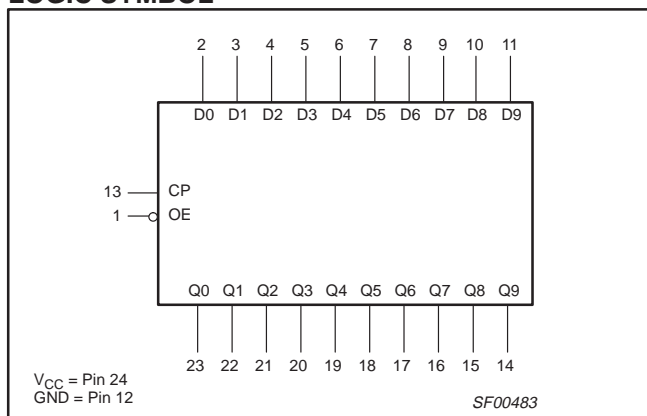 LOGIC SYMBOL
2 3 4 5 6 7 8 9 10 11
D0 D1 D2 D3 D4 D5 D6 D7 D8 D9
13 CP
1 OE
Q0 Q1 Q2 Q3 Q4 Q5 Q6 Q7 Q8 Q9
23 22 21 20 19 18 17 16 15 14
VCC = Pin 24
GND = Pin 12
SF00483